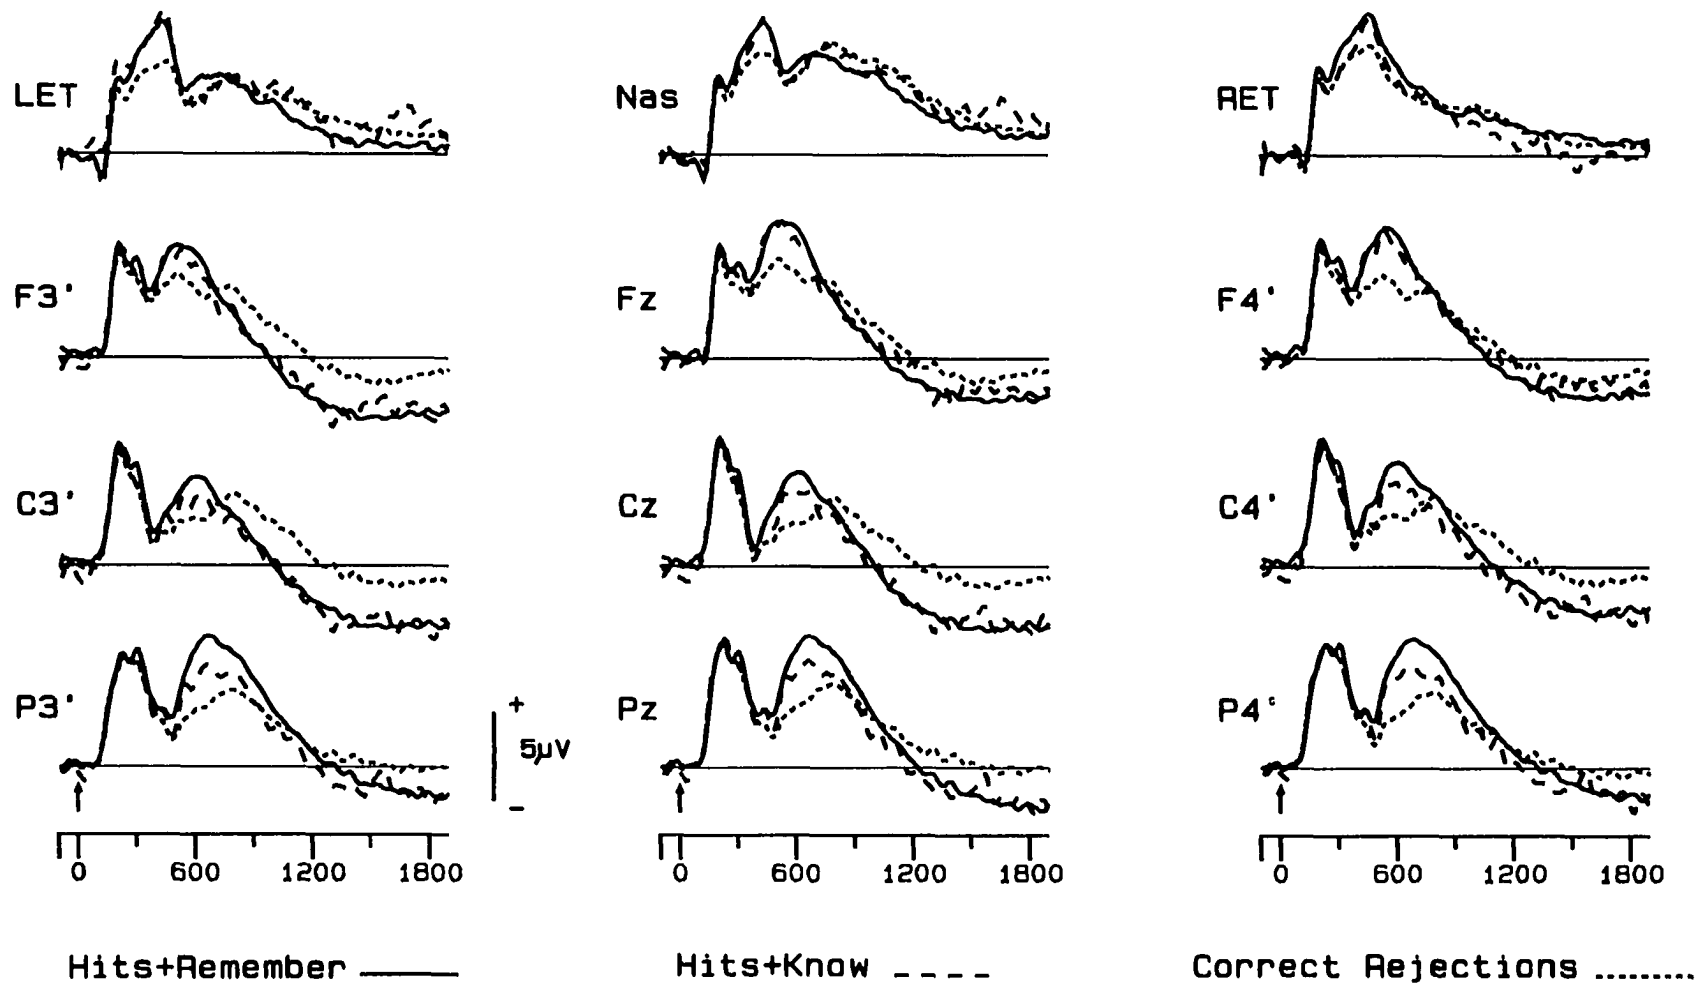 LET Nas RET
F3' Fz F4'
C3' Cz C4'
P3' Pz P4'
+
5µV
−
0 600 1200 1800 0 600 1200 1800 0 600 1200 1800
Hits+Remember Hits+Know Correct Rejections